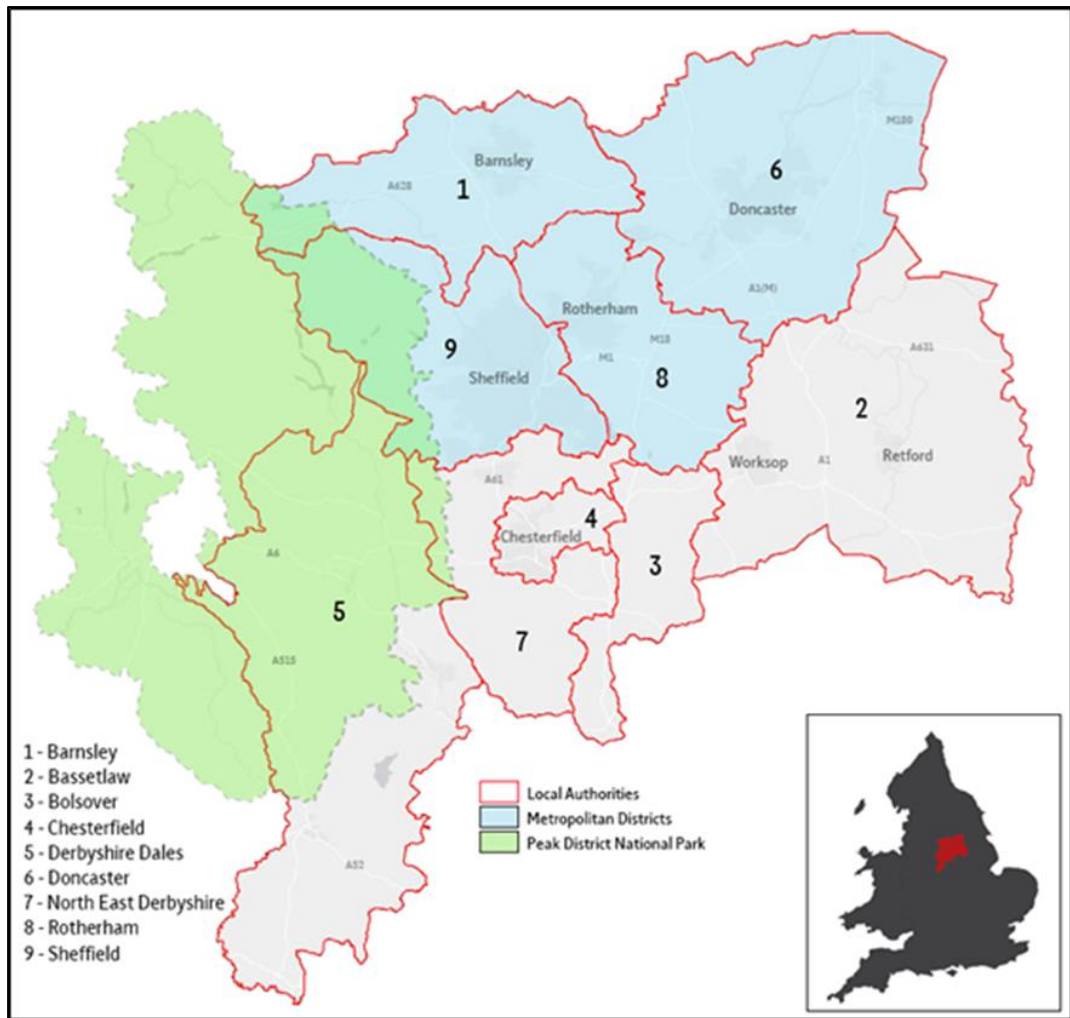 M180
Barnsley
A628
1
6
Doncaster
A1(M)
Rotherham
M18
M1
9
Sheffield
8
A631
2
Worksop
A1
Retford
A61
4
Chesterfield
3
A6
5
7
A515
A52
1 - Barnsley
2 - Bassetlaw
3 - Bolsover
4 - Chesterfield
5 - Derbyshire Dales
6 - Doncaster
7 - North East Derbyshire
8 - Rotherham
9 - Sheffield
Local Authorities
Metropolitan Districts
Peak District National Park